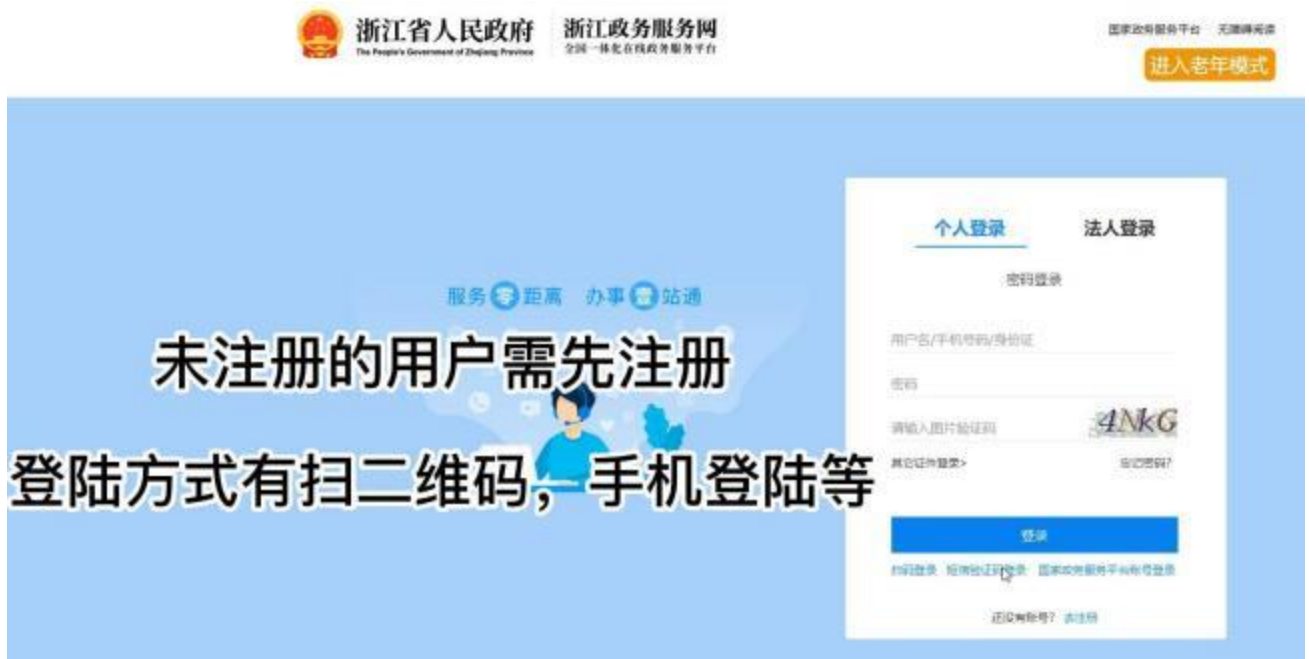 浙江省人民政府
The People's Government of Zhejiang Province
浙江政务服务网
全国一体化在线政务服务平台
国家政务服务平台 无障碍阅读
进入老年模式
个人登录 法人登录
密码登录
服务零距离 办事壹站通
用户名/手机号码/身份证
未注册的用户需先注册
密码
请输入图片验证码 4NkG
其它证件登录> 忘记密码?
登陆方式有扫二维码，手机登陆等
登录
扫码登录 短信验证码登录 国家政务服务平台账号登录
还没有账号? 去注册